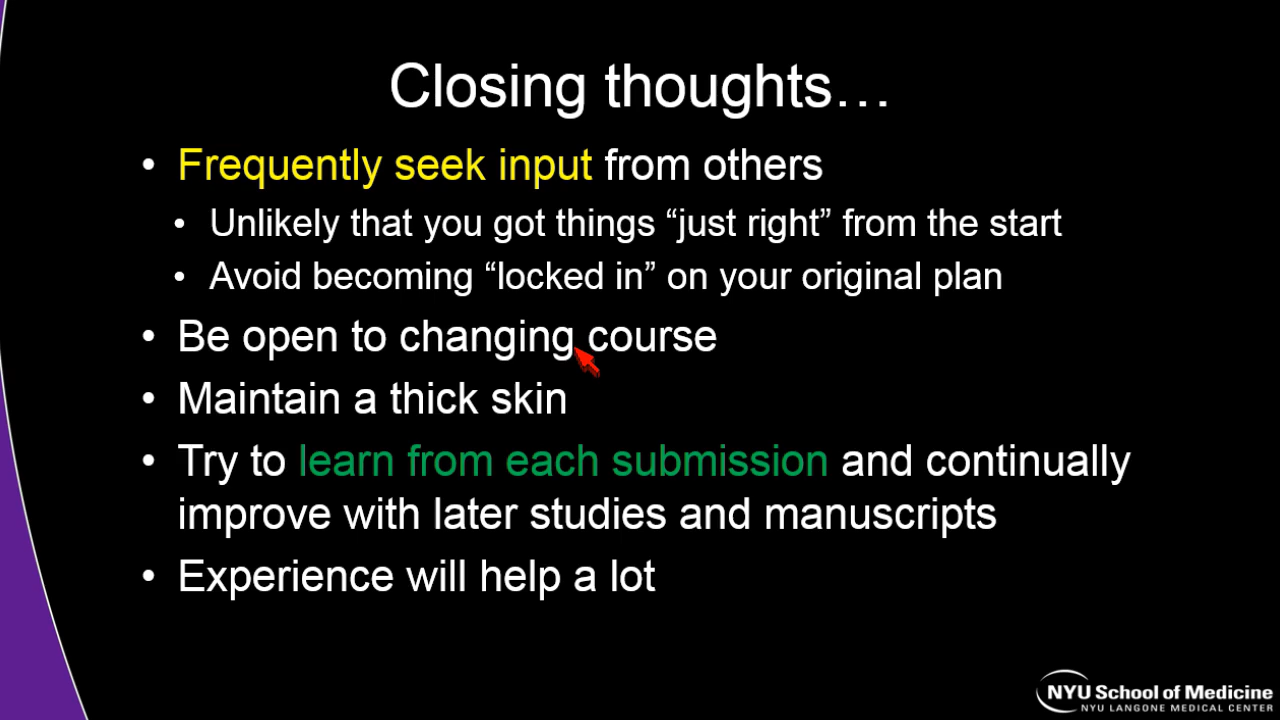 Closing thoughts…
• Frequently seek input from others
• Unlikely that you got things “just right” from the start
• Avoid becoming “locked in” on your original plan
• Be open to changing course
• Maintain a thick skin
• Try to learn from each submission and continually
improve with later studies and manuscripts
• Experience will help a lot
NYU School of Medicine
NYU LANGONE MEDICAL CENTER